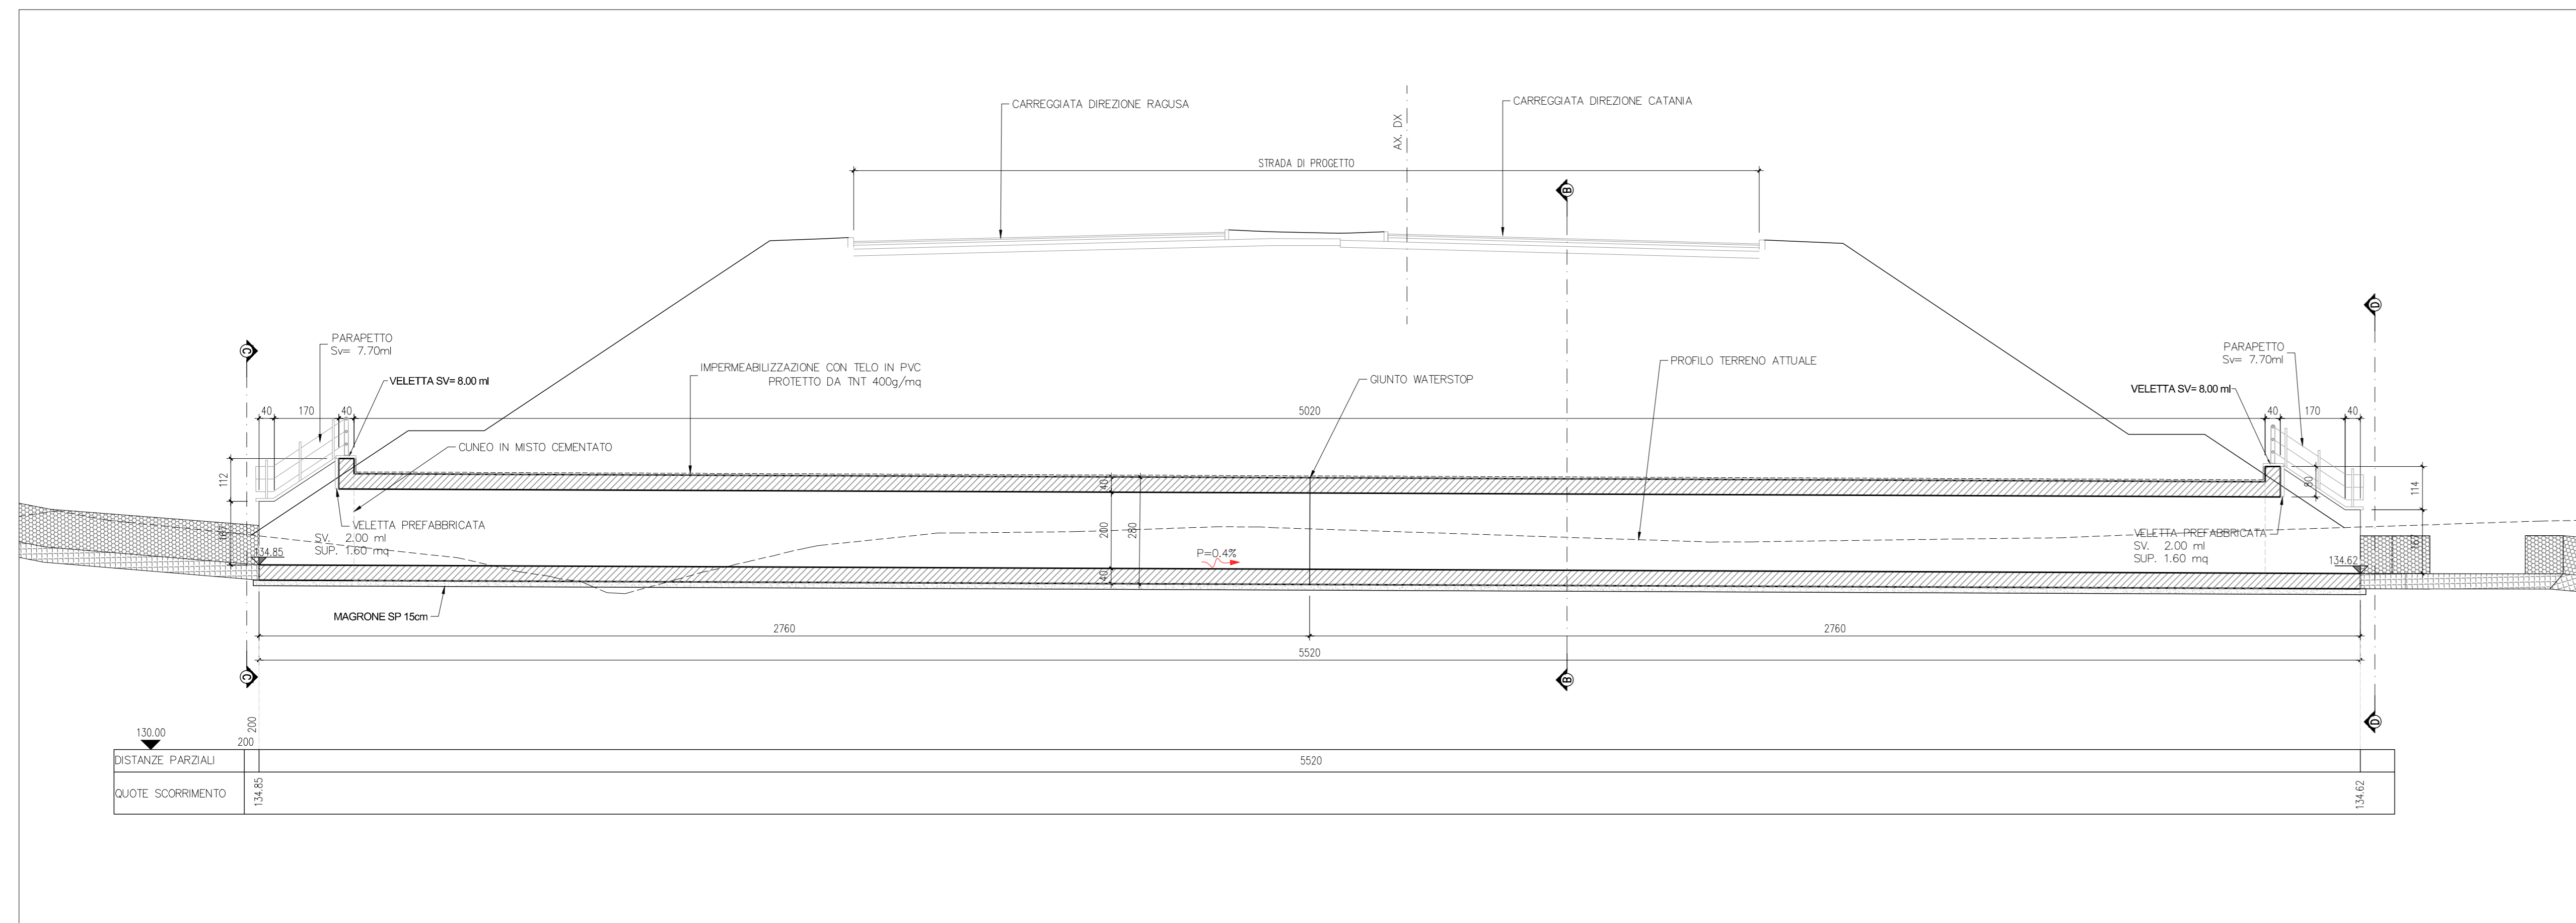 CARREGGIATA DIREZIONE RAGUSA
CARREGGIATA DIREZIONE CATANIA
AX. DX
STRADA DI PROGETTO
B
D
C
PARAPETTO
Sv= 7.70ml
VELETTA SV= 8.00 ml
IMPERMEABILIZZAZIONE CON TELO IN PVC
PROTETTO DA TNT 400g/mq
GIUNTO WATERSTOP
PROFILO TERRENO ATTUALE
PARAPETTO
Sv= 7.70ml
VELETTA SV= 8.00 ml
40 170 40 5020 40 170 40
CUNEO IN MISTO CEMENTATO
112
40
80
114
VELETTA PREFABBRICATA
SV. 2.00 ml
SUP. 1.60 mq
167
200
280
VELETTA PREFABBRICATA
SV. 2.00 ml
SUP. 1.60 mq
167
134.85
P=0.4%
134.62
40
MAGRONE SP 15cm
2760 2760
5520
C
B
D
200
130.00
200
DISTANZE PARZIALI 5520
QUOTE SCORRIMENTO 134.85 134.62